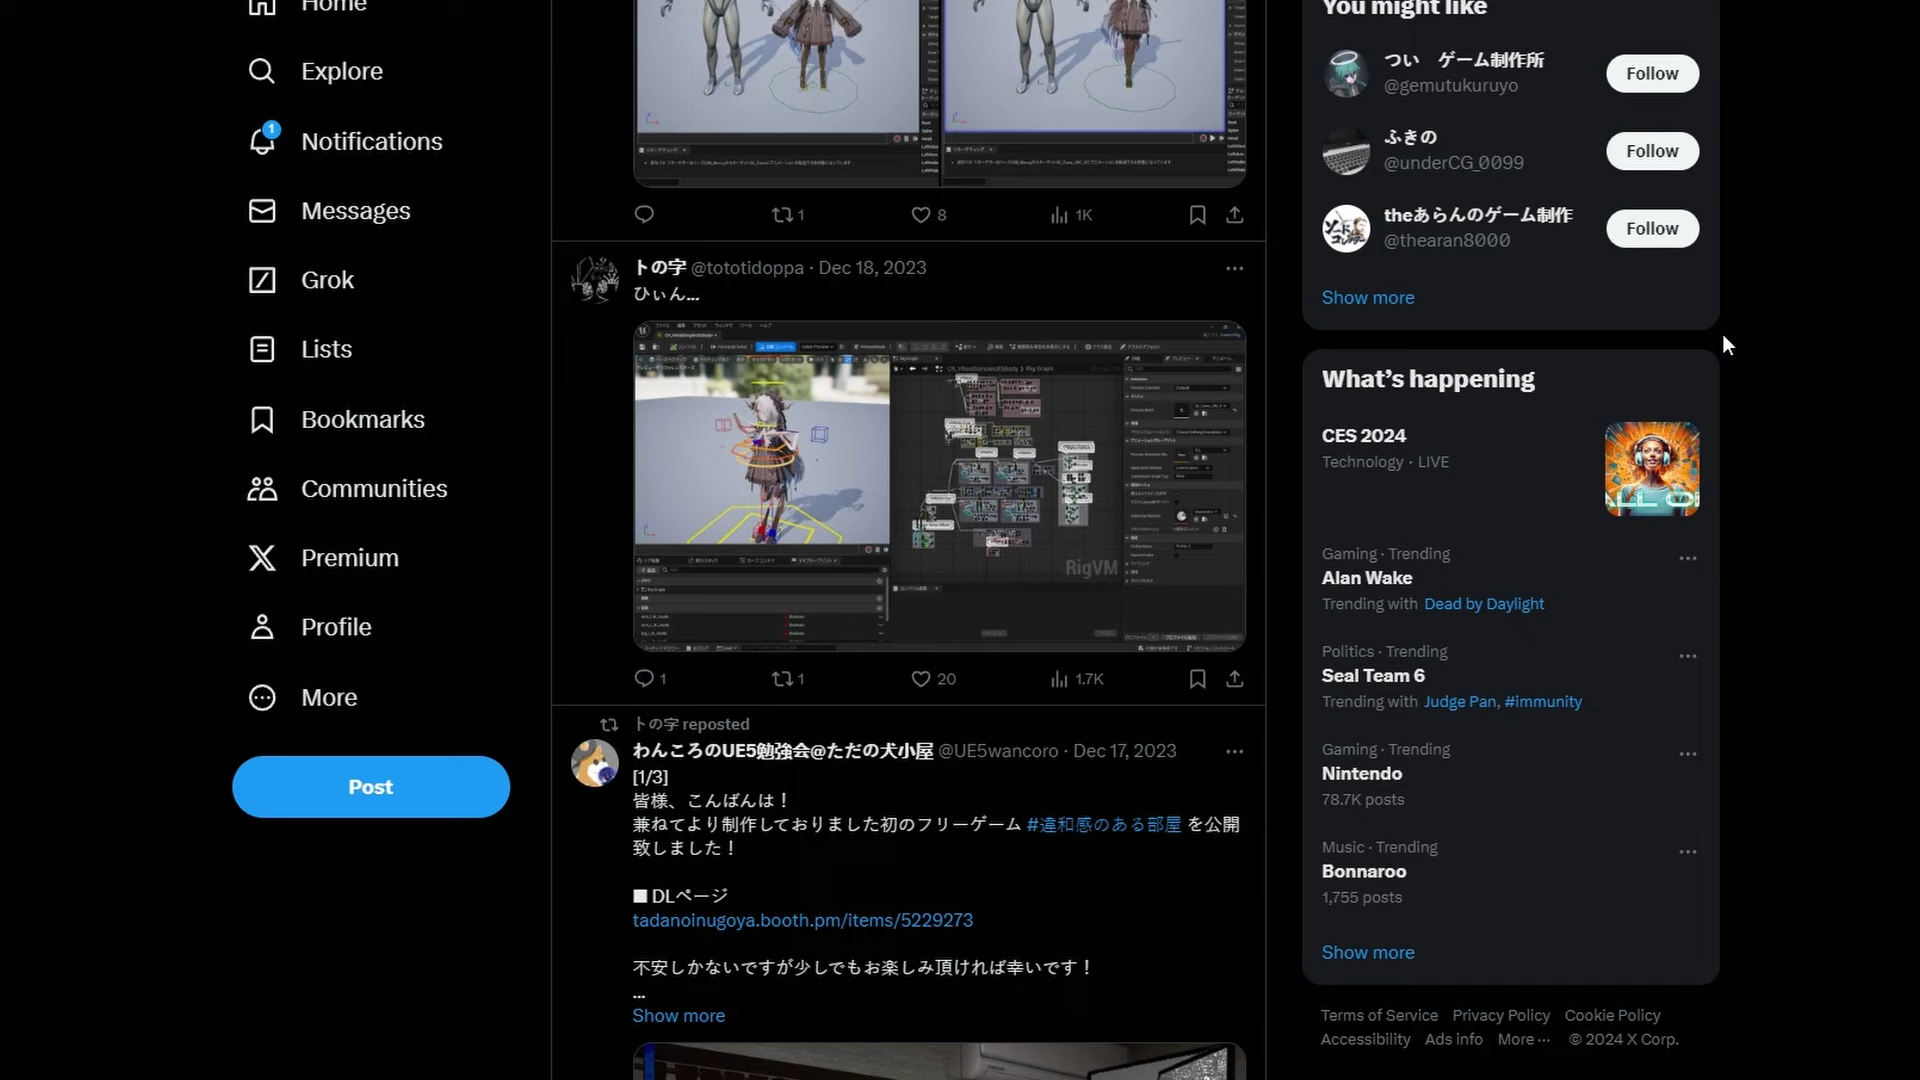 Home
Explore
1
Notifications
Messages
Grok
Lists
Bookmarks
Communities
Premium
Profile
More
Post
1
8
1K
トの字 @tototidoppa · Dec 18, 2023
ひぃん...
RigVM
1
1
20
1.7K
トの字 reposted
わんころのUE5勉強会@ただの犬小屋 @UE5wancoro · Dec 17, 2023
[1/3]
皆様、こんばんは！
兼ねてより制作しておりました初のフリーゲーム #違和感のある部屋 を公開
致しました！
■ DLページ
tadanoinugoya.booth.pm/items/5229273
不安しかないですが少しでもお楽しみ頂ければ幸いです！
...
Show more
You might like
つい　ゲーム制作所
@gemutukuruyo
Follow
ふきの
@underCG_0099
Follow
theあらんのゲーム制作
@thearan8000
Follow
Show more
What's happening
CES 2024
Technology · LIVE
Gaming · Trending
Alan Wake
Trending with Dead by Daylight
Politics · Trending
Seal Team 6
Trending with Judge Pan, #immunity
Gaming · Trending
Nintendo
78.7K posts
Music · Trending
Bonnaroo
1,755 posts
Show more
Terms of Service Privacy Policy Cookie Policy
Accessibility Ads info More ··· © 2024 X Corp.